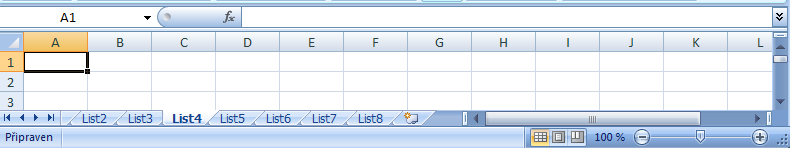 A1 fx
A B C D E F G H I J K L
1
2
3
List2 List3 List4 List5 List6 List7 List8
Připraven 100 %